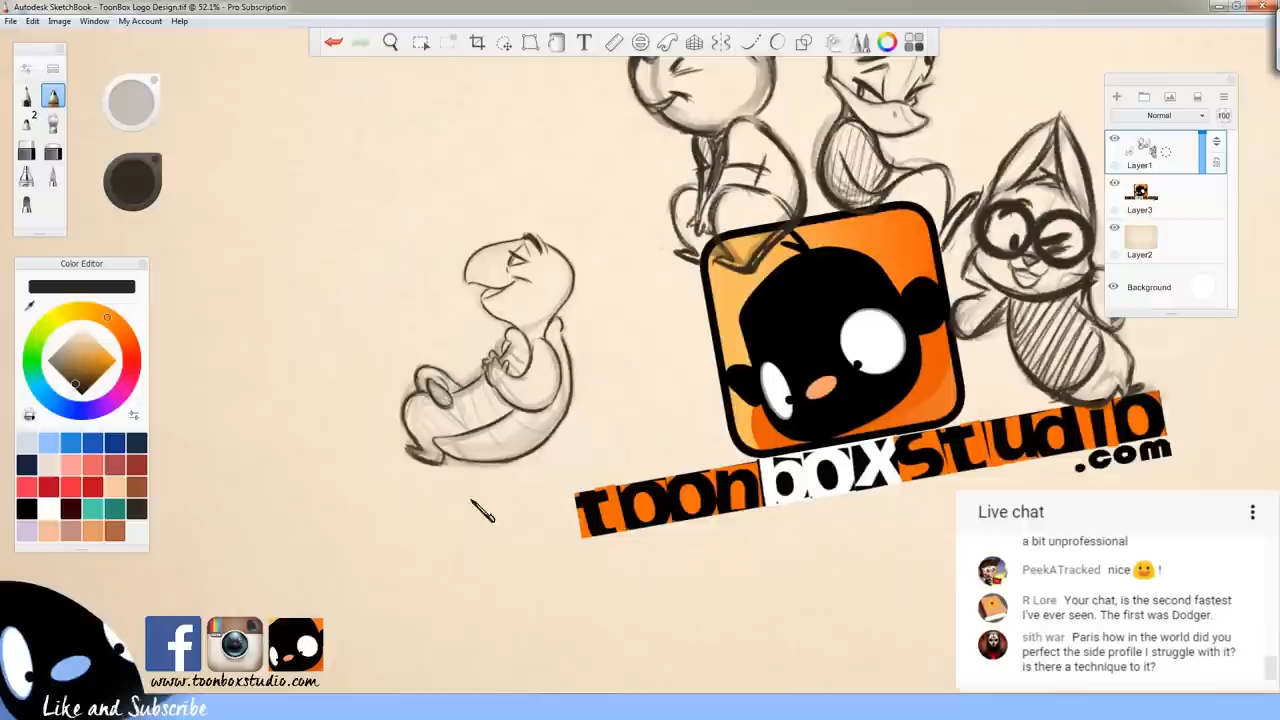 Autodesk SketchBook - ToonBox Logo Design.tif @ 52.1% - Pro Subscription
File Edit Image Window My Account Help
T
2
Normal 100
Layer1
Layer3
Layer2
Background
Color Editor
toonboxstudio
.com
Live chat
a bit unprofessional
PeekATracked nice !
R Lore Your chat, is the second fastest
I've ever seen. The first was Dodger.
sith war Paris how in the world did you
perfect the side profile I struggle with it?
is there a technique to it?
www.toonboxstudio.com
Like and Subscribe